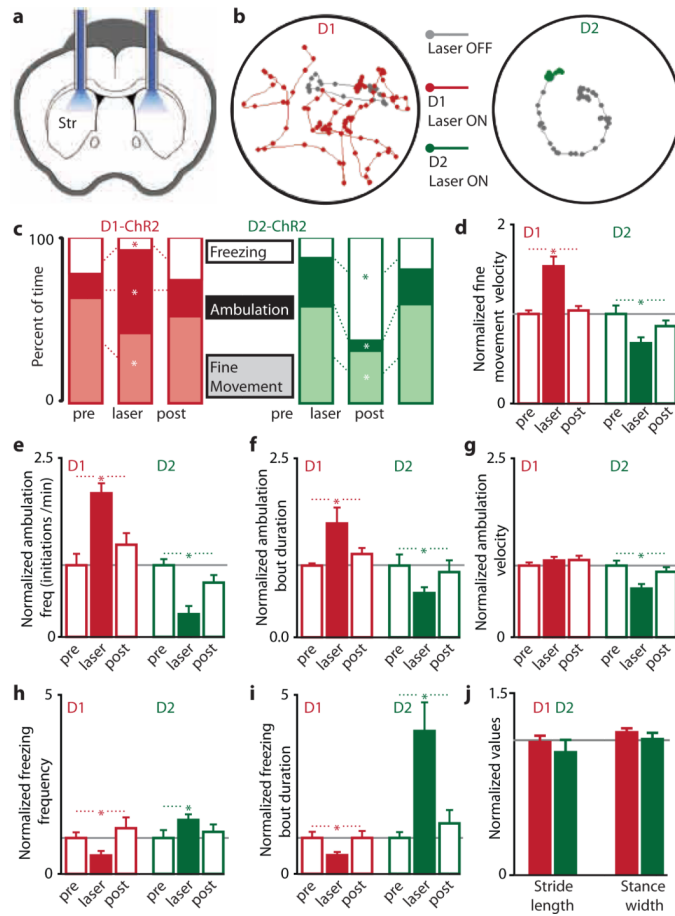 a
Str
b
D1
Laser OFF
D1
Laser ON
D2
Laser ON
D2
c
D1-ChR2
D2-ChR2
100
Percent of time
0
*
*
*
Freezing
Ambulation
Fine
Movement
*
*
*
pre laser post
pre laser post
d
2
Normalized fine
movement velocity
0
D1
D2
*
*
pre laser post
pre laser post
e
2.5
Normalized ambulation
freq (initiations /min)
0
D1
D2
*
*
pre laser post
pre laser post
f
2.5
Normalized ambulation
bout duration
0.0
D1
D2
*
*
pre laser post
pre laser post
g
2.5
Normalized ambulation
velocity
0
D1
D2
*
pre laser post
pre laser post
h
5
Normalized freezing
frequency
0
D1
D2
*
*
pre laser post
pre laser post
i
5
Normalized freezing
bout duration
0
D1
D2
*
*
pre laser post
pre laser post
j
1.5
Normalized values
0
D1 D2
Stride
length
Stance
width